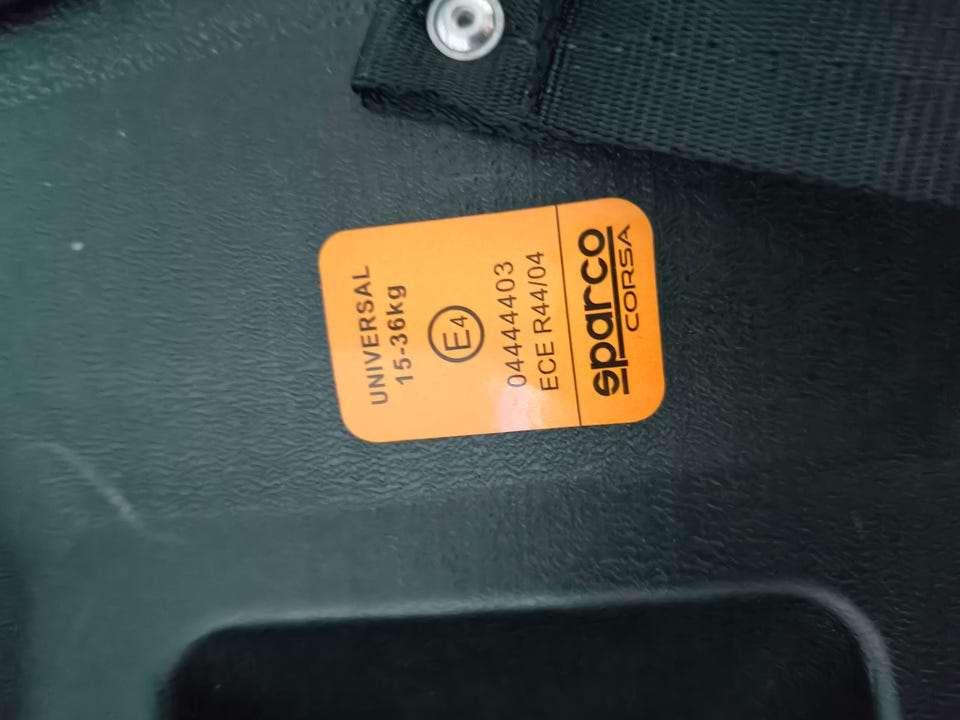 UNIVERSAL
15-36kg
E4
04444403
ECE R44/04
sparco
CORSA